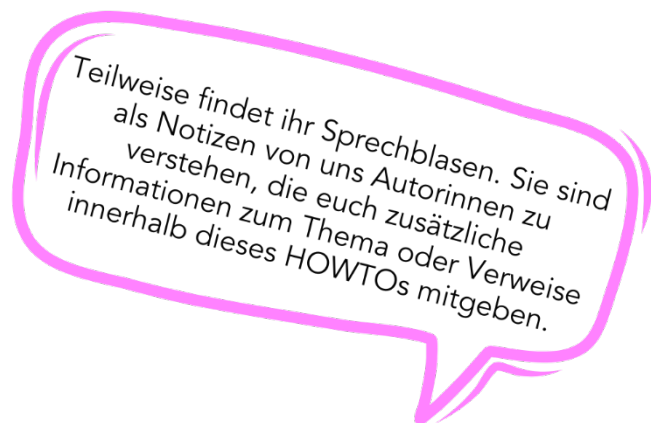 Teilweise findet ihr Sprechblasen. Sie sind
als Notizen von uns Autorinnen zu
verstehen, die euch zusätzliche
Informationen zum Thema oder Verweise
innerhalb dieses HOWTOs mitgeben.